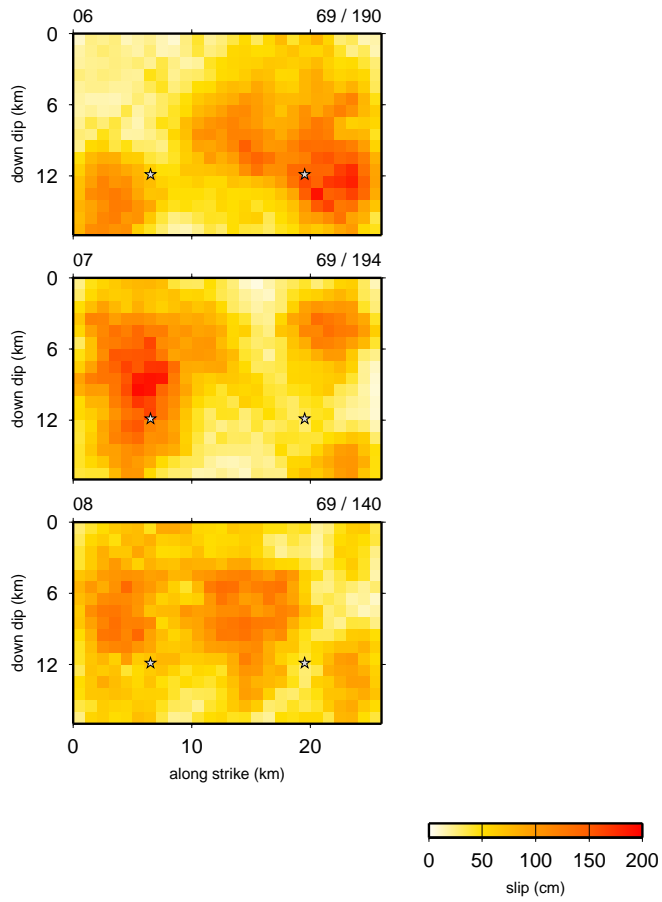 06 69 / 190
0
6
12
down dip (km)
07 69 / 194
0
6
12
down dip (km)
08 69 / 140
0
6
12
down dip (km)
0 10 20
along strike (km)
0 50 100 150 200
slip (cm)